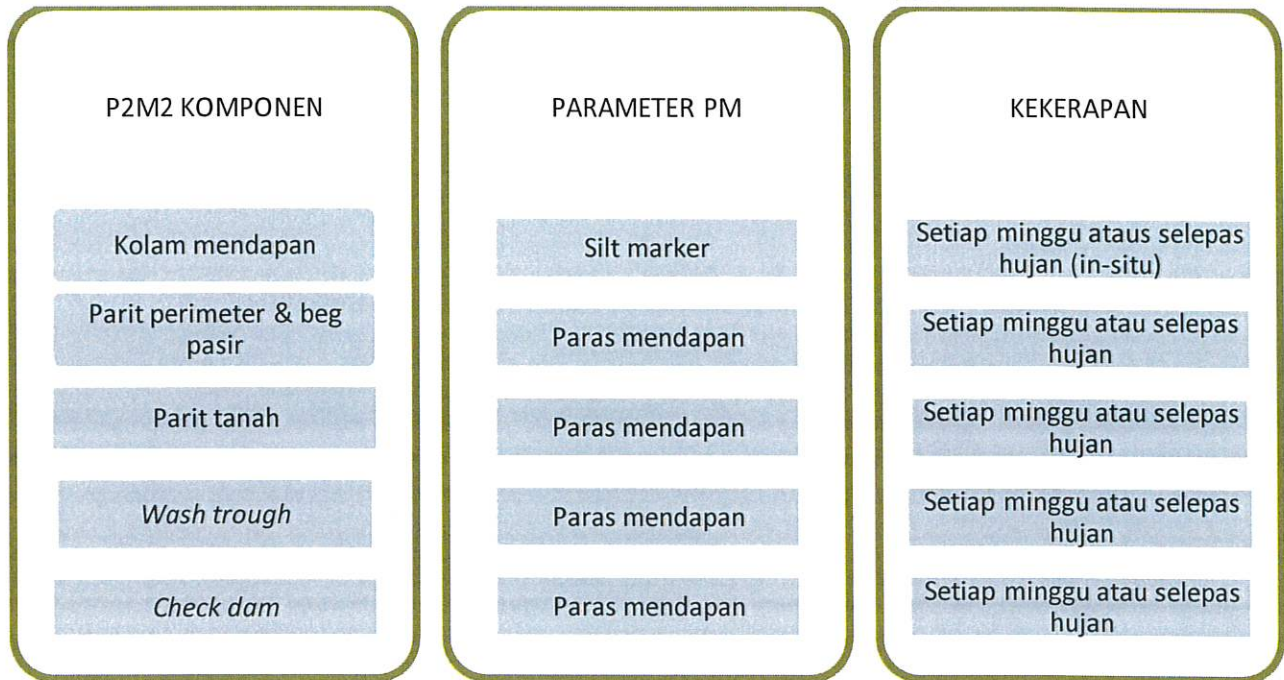 P2M2 KOMPONEN
Kolam mendapan
Parit perimeter & beg
pasir
Parit tanah
Wash trough
Check dam
PARAMETER PM
Silt marker
Paras mendapan
Paras mendapan
Paras mendapan
Paras mendapan
KEKERAPAN
Setiap minggu ataus selepas
hujan (in-situ)
Setiap minggu atau selepas
hujan
Setiap minggu atau selepas
hujan
Setiap minggu atau selepas
hujan
Setiap minggu atau selepas
hujan